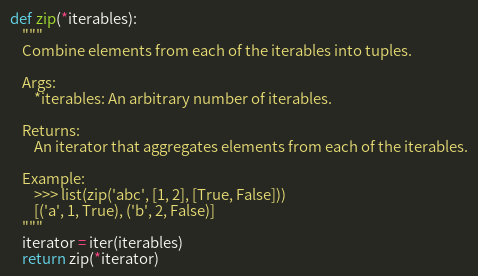 def zip(*iterables):
    """
    Combine elements from each of the iterables into tuples.

    Args:
        *iterables: An arbitrary number of iterables.

    Returns:
        An iterator that aggregates elements from each of the iterables.

    Example:
        >>> list(zip('abc', [1, 2], [True, False]))
        [('a', 1, True), ('b', 2, False)]
    """
    iterator = iter(iterables)
    return zip(*iterator)